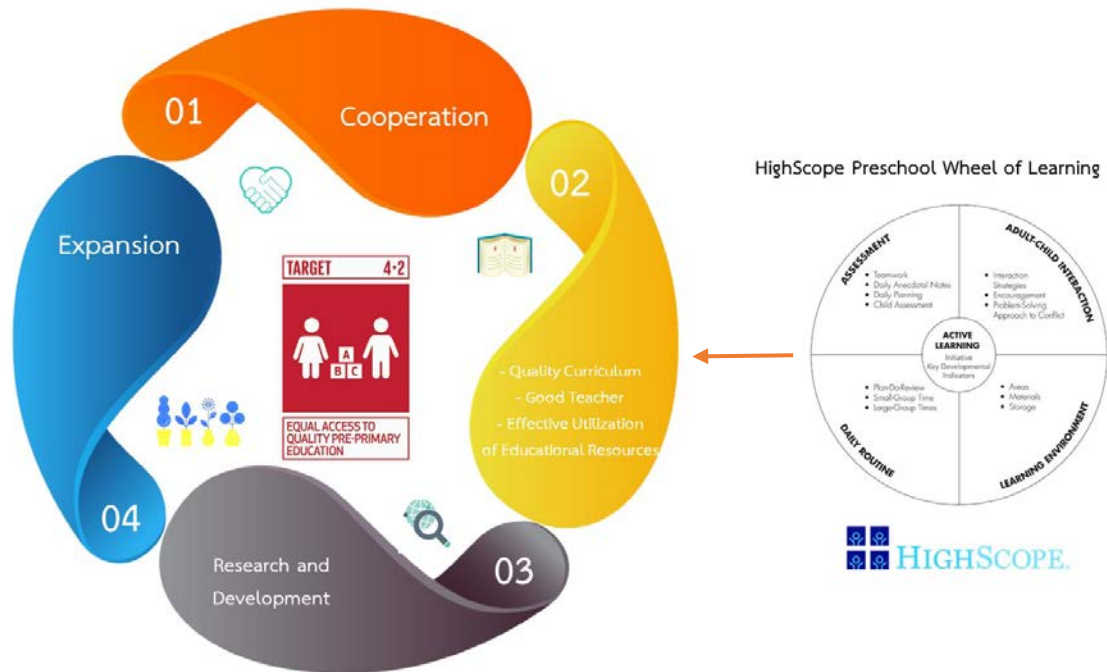 01
Cooperation
02
- Quality Curriculum
- Good Teacher
- Effective Utilization
of Educational Resources
03
Research and
Development
04
Expansion
TARGET 4·2
A
B C
EQUAL ACCESS TO
QUALITY PRE-PRIMARY
EDUCATION
HighScope Preschool Wheel of Learning
ASSESSMENT
• Teamwork
• Daily Anecdotal Notes
• Daily Planning
• Child Assessment
ADULT-CHILD INTERACTION
• Interaction
Strategies
• Encouragement
• Problem-Solving
Approach to Conflict
ACTIVE
LEARNING
Initiative
Key Developmental
Indicators
• Plan-Do-Review
• Small-Group Time
• Large-Group Times
DAILY ROUTINE
• Areas
• Materials
• Storage
LEARNING ENVIRONMENT
HIGHSCOPE®